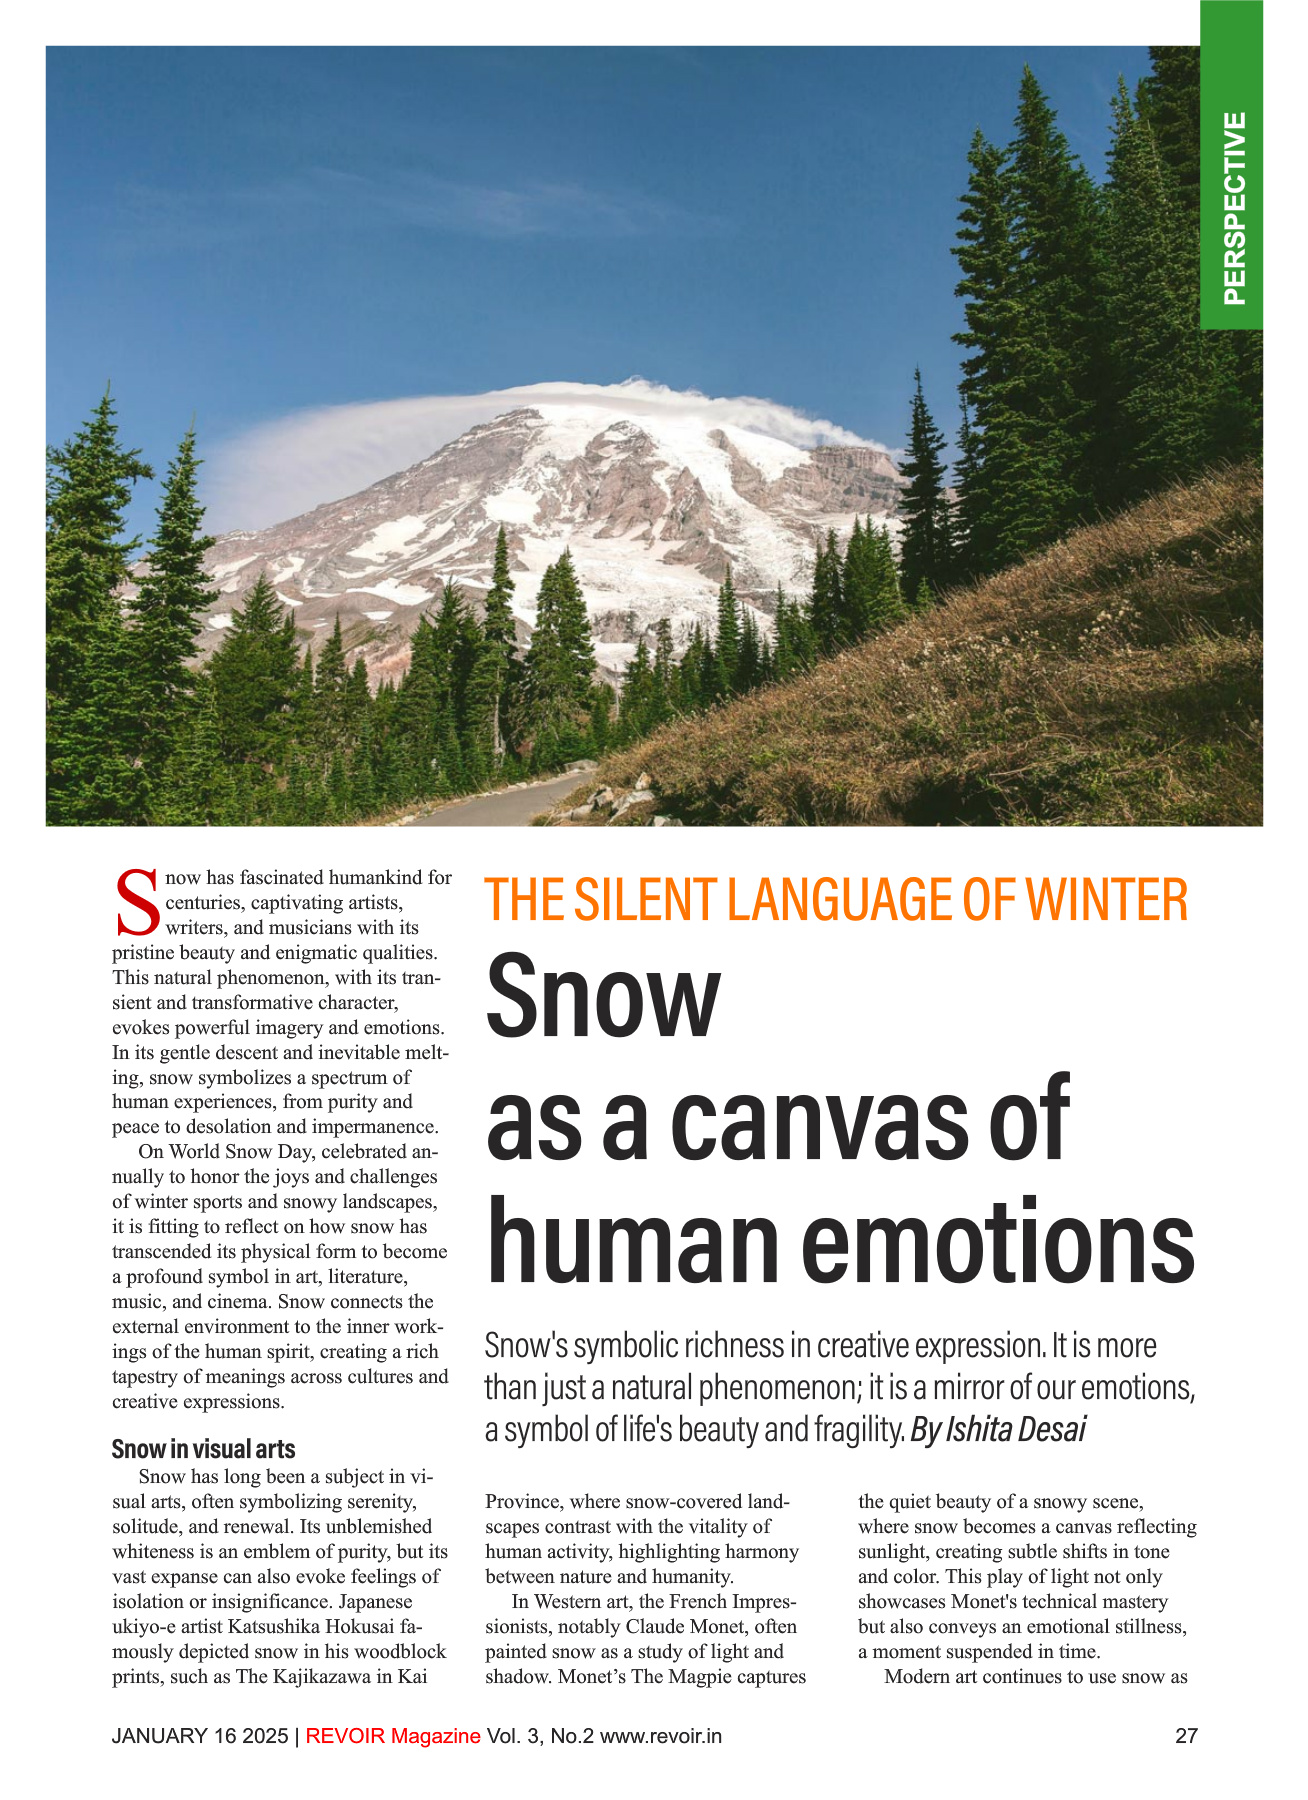 PERSPECTIVE
THE SILENT LANGUAGE OF WINTER
Snow
as a canvas of
human emotions
Snow's symbolic richness in creative expression. It is more
than just a natural phenomenon; it is a mirror of our emotions,
a symbol of life's beauty and fragility. By Ishita Desai
Snow has fascinated humankind for
centuries, captivating artists,
writers, and musicians with its
pristine beauty and enigmatic qualities.
This natural phenomenon, with its tran-
sient and transformative character,
evokes powerful imagery and emotions.
In its gentle descent and inevitable melt-
ing, snow symbolizes a spectrum of
human experiences, from purity and
peace to desolation and impermanence.
On World Snow Day, celebrated an-
nually to honor the joys and challenges
of winter sports and snowy landscapes,
it is fitting to reflect on how snow has
transcended its physical form to become
a profound symbol in art, literature,
music, and cinema. Snow connects the
external environment to the inner work-
ings of the human spirit, creating a rich
tapestry of meanings across cultures and
creative expressions.
Snow in visual arts
Snow has long been a subject in vi-
sual arts, often symbolizing serenity,
solitude, and renewal. Its unblemished
whiteness is an emblem of purity, but its
vast expanse can also evoke feelings of
isolation or insignificance. Japanese
ukiyo-e artist Katsushika Hokusai fa-
mously depicted snow in his woodblock
prints, such as The Kajikazawa in Kai
Province, where snow-covered land-
scapes contrast with the vitality of
human activity, highlighting harmony
between nature and humanity.
In Western art, the French Impres-
sionists, notably Claude Monet, often
painted snow as a study of light and
shadow. Monet’s The Magpie captures
the quiet beauty of a snowy scene,
where snow becomes a canvas reflecting
sunlight, creating subtle shifts in tone
and color. This play of light not only
showcases Monet's technical mastery
but also conveys an emotional stillness,
a moment suspended in time.
Modern art continues to use snow as
JANUARY 16 2025 | REVOIR Magazine Vol. 3, No.2 www.revoir.in
27